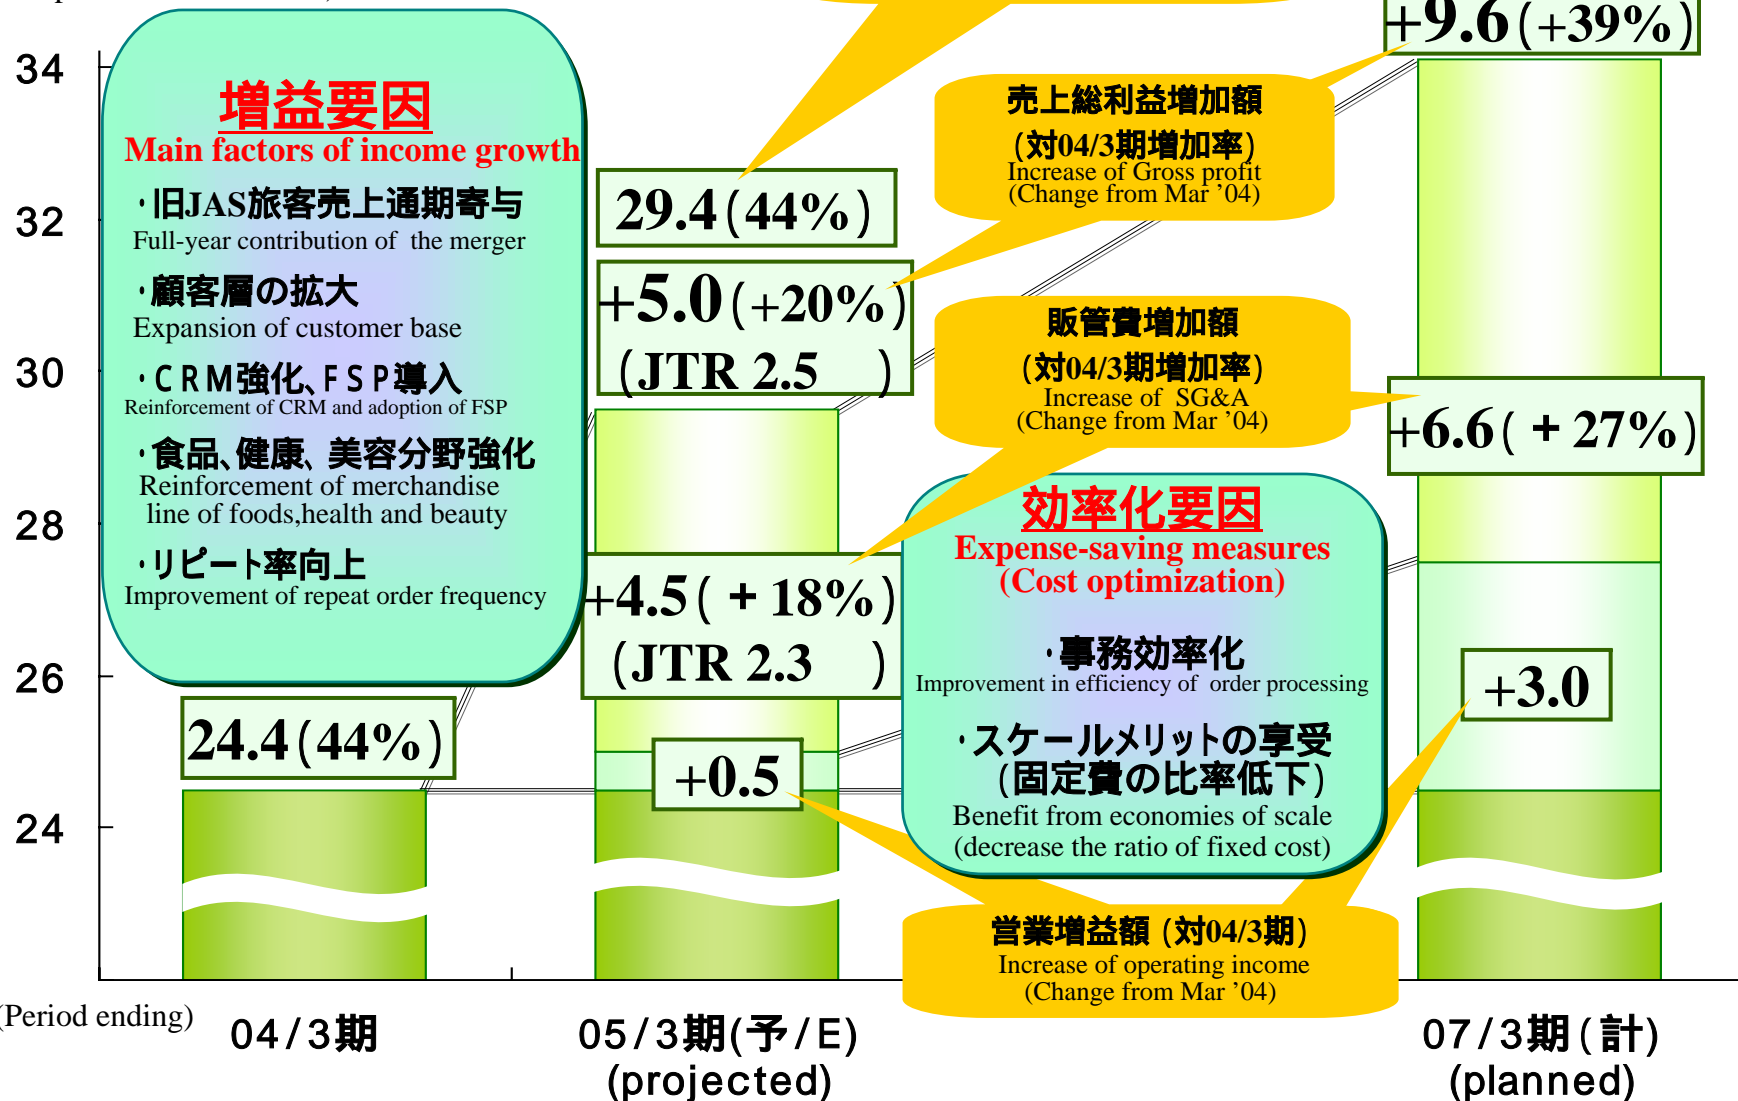 +9.6(+39%)
34
32
30
28
26
24
増益要因
Main factors of income growth
・旧JAS旅客売上通期寄与
Full-year contribution of the merger
・顧客層の拡大
Expansion of customer base
・CRM強化、FSP導入
Reinforcement of CRM and adoption of FSP
・食品、健康、美容分野強化
Reinforcement of merchandise
line of foods,health and beauty
・リピート率向上
Improvement of repeat order frequency
24.4(44%)
29.4(44%)
+5.0(+20%)
(JTR 2.5 )
+4.5(+18%)
(JTR 2.3 )
+0.5
売上総利益増加額
(対04/3期増加率)
Increase of Gross profit
(Change from Mar ’04)
販管費増加額
(対04/3期増加率)
Increase of SG&A
(Change from Mar ’04)
+6.6(+27%)
効率化要因
Expense-saving measures
(Cost optimization)
・事務効率化
Improvement in efficiency of order processing
・スケールメリットの享受
(固定費の比率低下)
Benefit from economies of scale
(decrease the ratio of fixed cost)
+3.0
営業増益額(対04/3期)
Increase of operating income
(Change from Mar ’04)
(Period ending)
04/3期
05/3期(予/E)
(projected)
07/3期(計)
(planned)